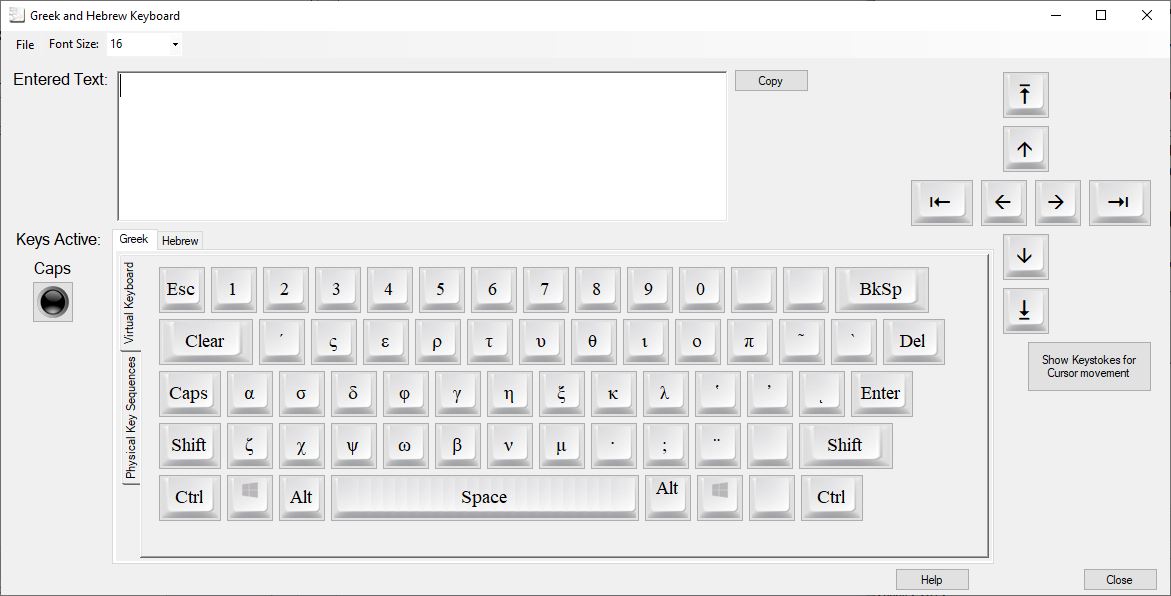 Greek and Hebrew Keyboard
File Font Size: 16
Entered Text:
Copy
Keys Active:
Caps
Greek Hebrew
Virtual Keyboard
Physical Key Sequences
Esc 1 2 3 4 5 6 7 8 9 0 BkSp
Clear ´ ς ε ρ τ υ θ ι ο π ~ ` Del
Caps α σ δ φ γ η ξ κ λ ʽ ʼ ͺ Enter
Shift ζ χ ψ ω β ν μ · ; ¨ Shift
Ctrl Alt Space Alt Ctrl
Show Keystokes for
Cursor movement
Help
Close